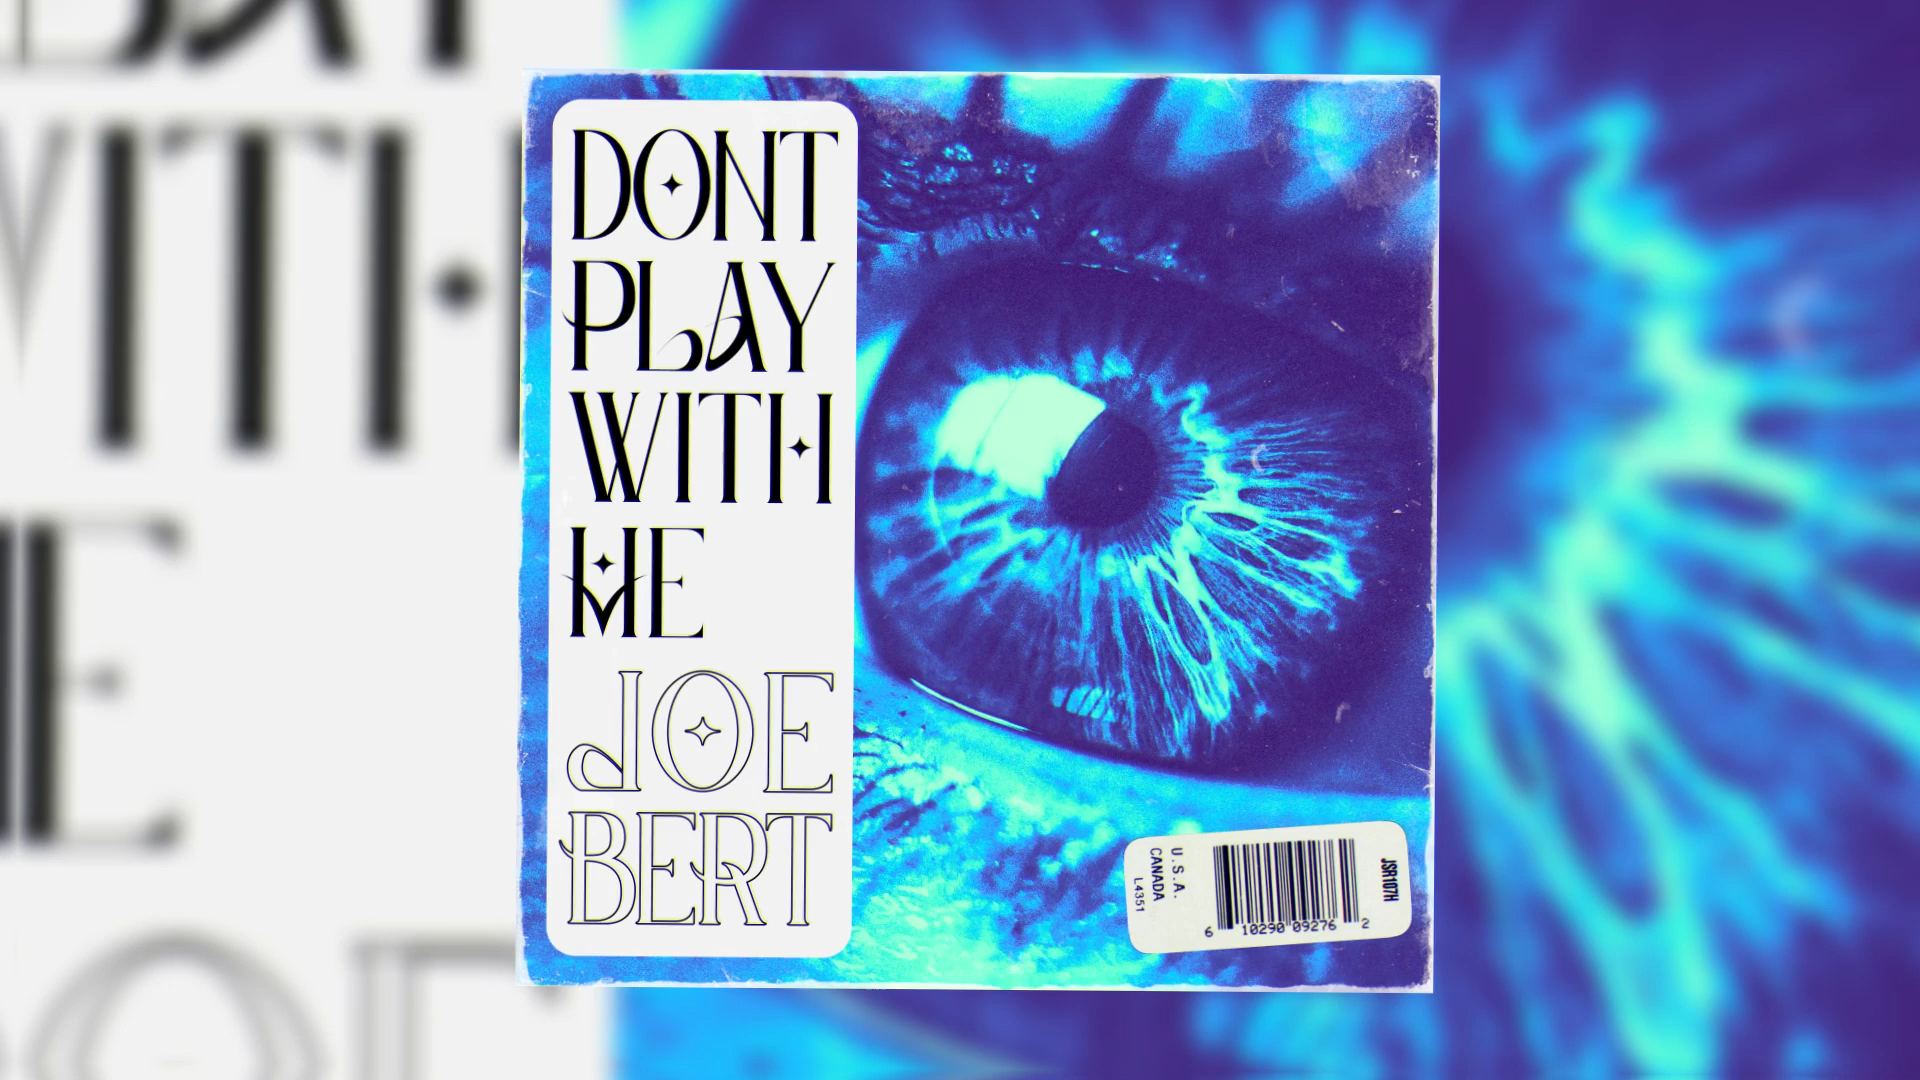 DONT
PLAY
WITH
ME
JOE
BERT
U.S.A.
CANADA
L4351
6 10290 09276 2
JSR107H